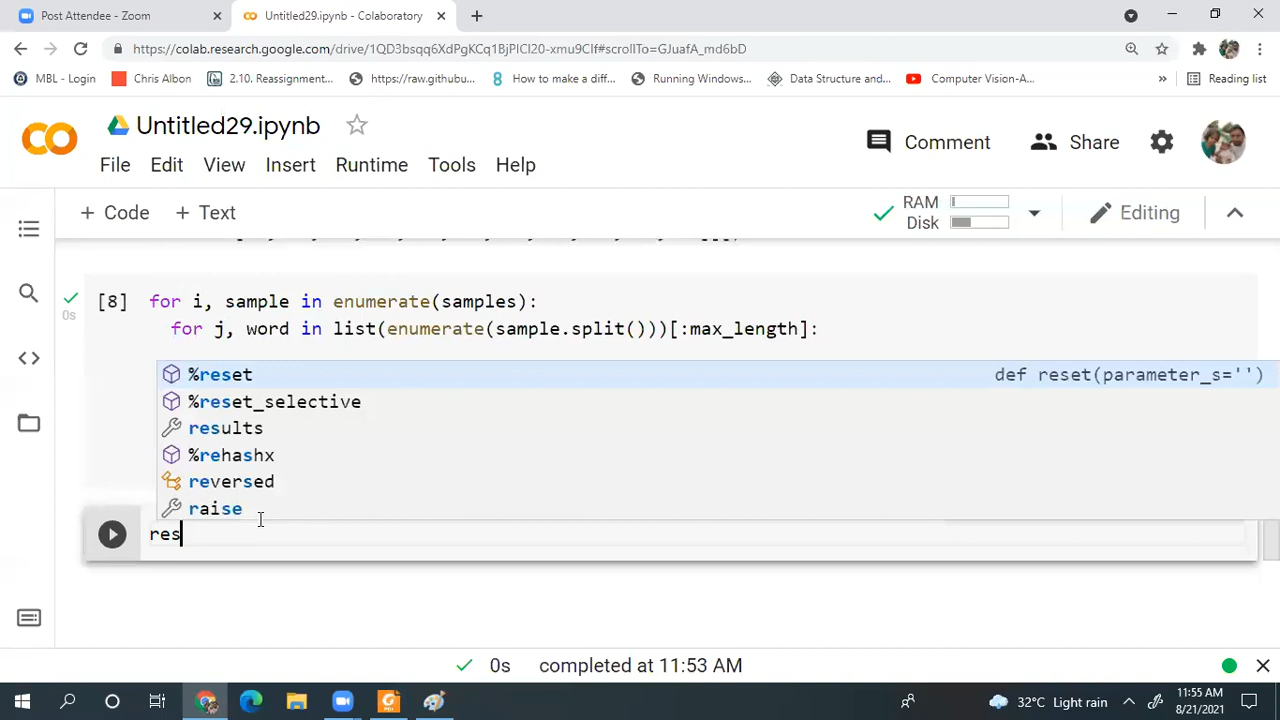 Post Attendee - Zoom
Untitled29.ipynb - Colaboratory
https://colab.research.google.com/drive/1QD3bsqq6XdPgKCq1BjPlCl20-xmu9Clf#scrollTo=GJuafA_md6bD
MBL - Login
Chris Albon
2.10. Reassignment...
https://raw.githubu...
How to make a diff...
Running Windows...
Data Structure and...
Computer Vision-A...
»
Reading list
Untitled29.ipynb
Comment
Share
File Edit View Insert Runtime Tools Help
+ Code + Text
RAM
Disk
Editing
[8] for i, sample in enumerate(samples):
0s
for j, word in list(enumerate(sample.split()))[:max_length]:
%reset def reset(parameter_s='')
%reset_selective
results
%rehashx
reversed
raise
res
0s completed at 11:53 AM
32°C Light rain
11:55 AM
8/21/2021